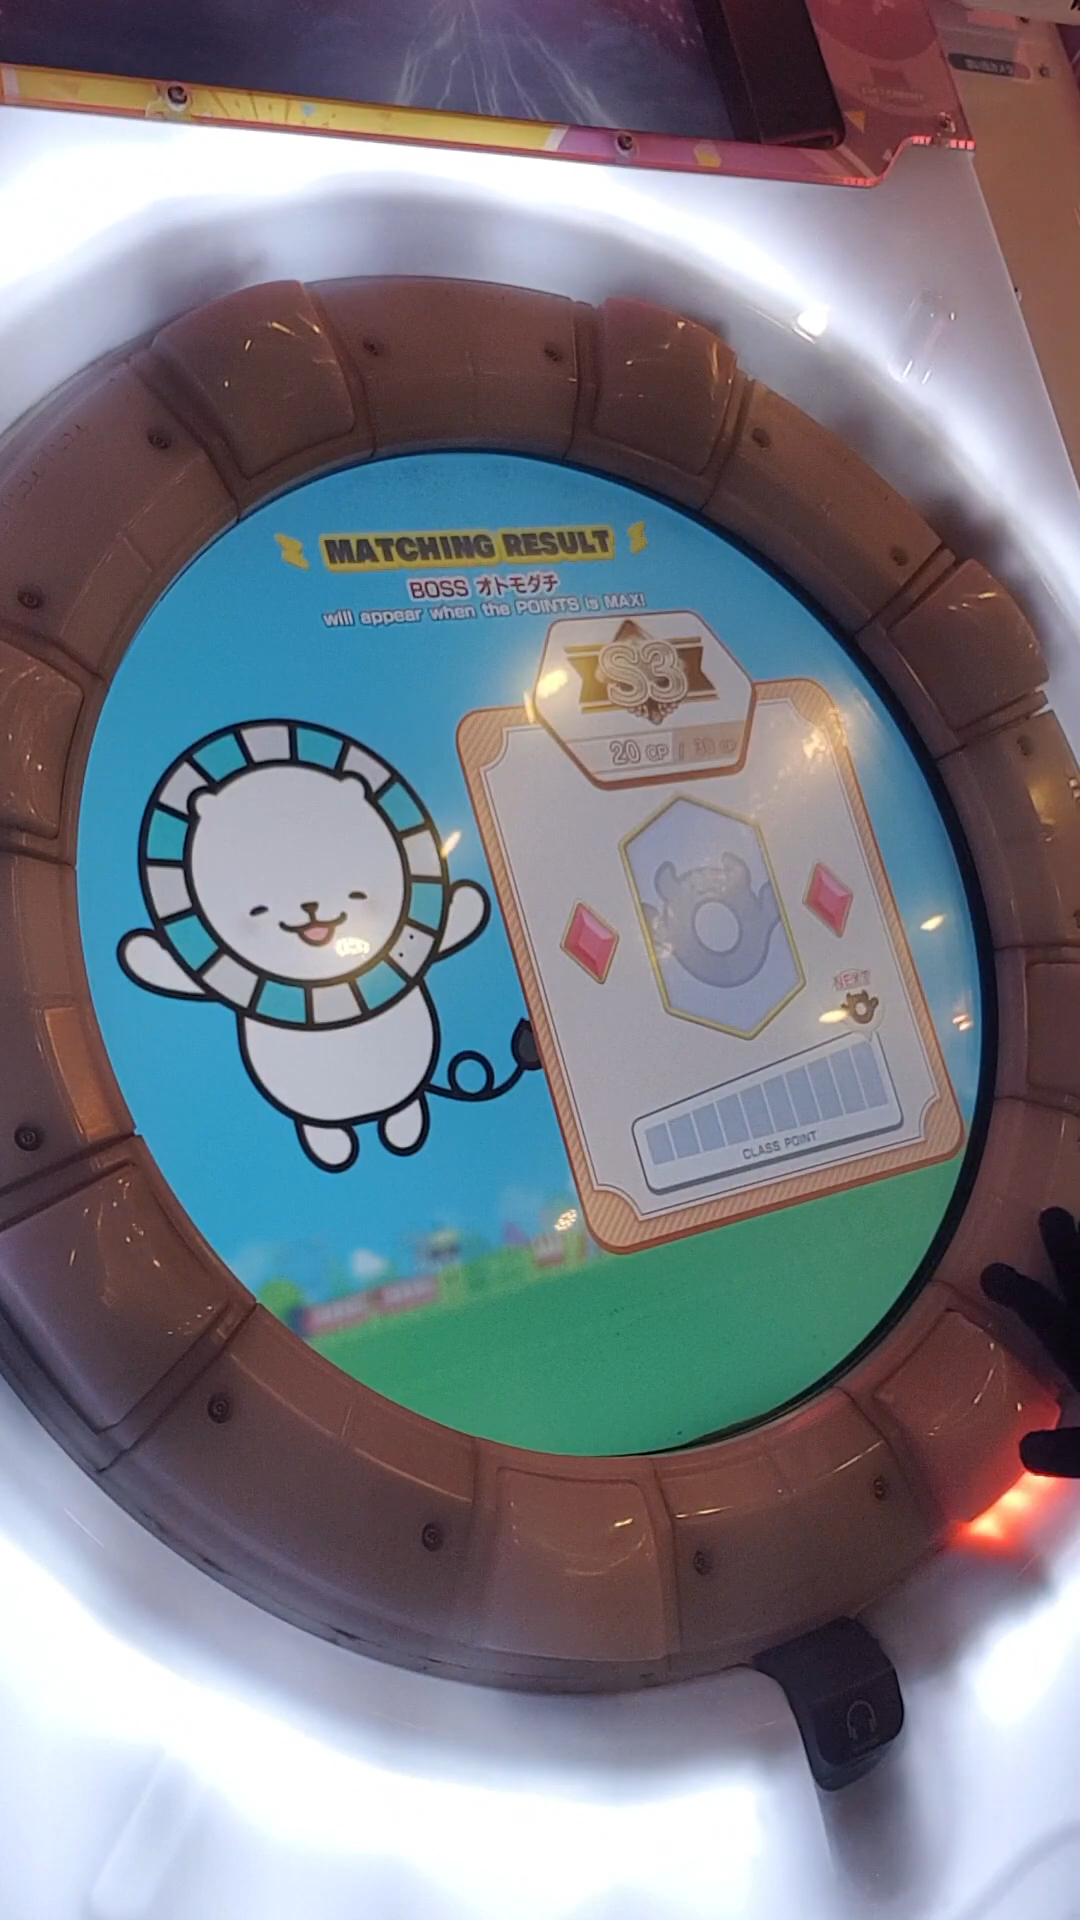 MATCHING RESULT
BOSS オトモダチ
will appear when the POINTS is MAX!
S3
20 CP / 30 CP
NEXT
CLASS POINT